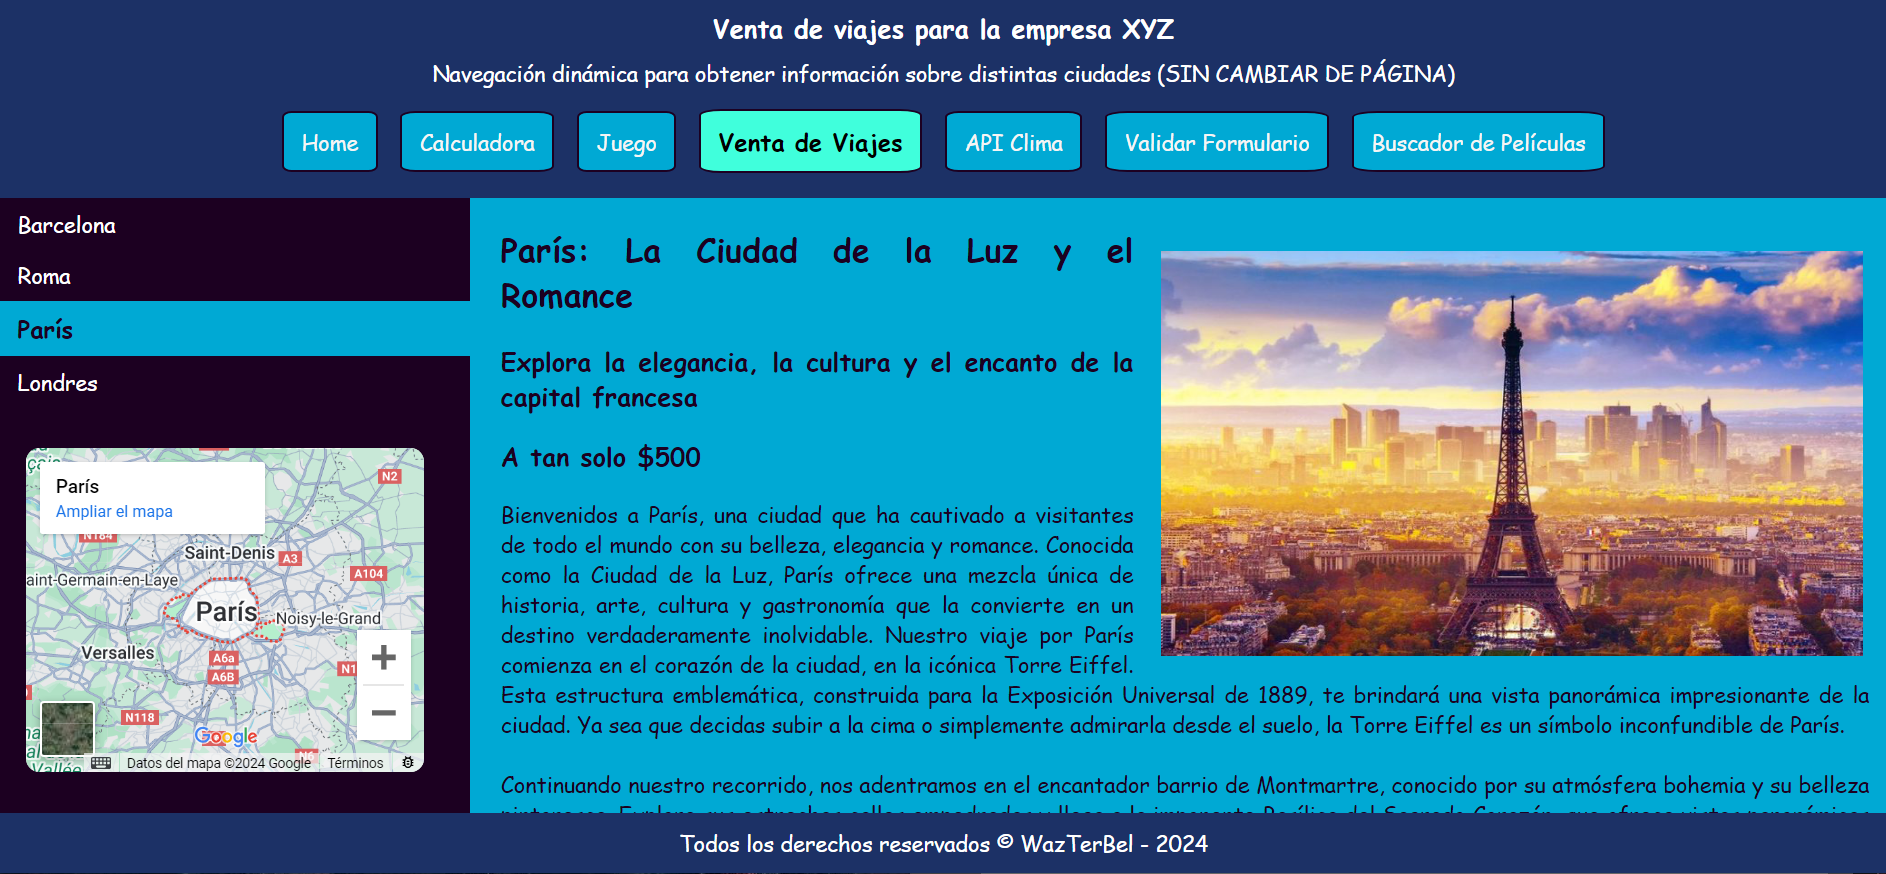 Venta de viajes para la empresa XYZ
Navegación dinámica para obtener información sobre distintas ciudades (SIN CAMBIAR DE PÁGINA)
Home
Calculadora
Juego
Venta de Viajes
API Clima
Validar Formulario
Buscador de Películas
Barcelona
Roma
París
Londres
París
Ampliar el mapa
N2
N184
Saint-Denis
A3
aint-Germain-en-Laye
A104
París
Noisy-le-Grand
Versalles
A6a
A6B
N1
N118
Google
N6
Vallée
Datos del mapa ©2024 Google
Términos
París: La Ciudad de la Luz y el
Romance
Explora la elegancia, la cultura y el encanto de la
capital francesa
A tan solo $500
Bienvenidos a París, una ciudad que ha cautivado a visitantes
de todo el mundo con su belleza, elegancia y romance. Conocida
como la Ciudad de la Luz, París ofrece una mezcla única de
historia, arte, cultura y gastronomía que la convierte en un
destino verdaderamente inolvidable. Nuestro viaje por París
comienza en el corazón de la ciudad, en la icónica Torre Eiffel.
Esta estructura emblemática, construida para la Exposición Universal de 1889, te brindará una vista panorámica impresionante de la
ciudad. Ya sea que decidas subir a la cima o simplemente admirarla desde el suelo, la Torre Eiffel es un símbolo inconfundible de París.
Continuando nuestro recorrido, nos adentramos en el encantador barrio de Montmartre, conocido por su atmósfera bohemia y su belleza
Todos los derechos reservados © WazTerBel - 2024